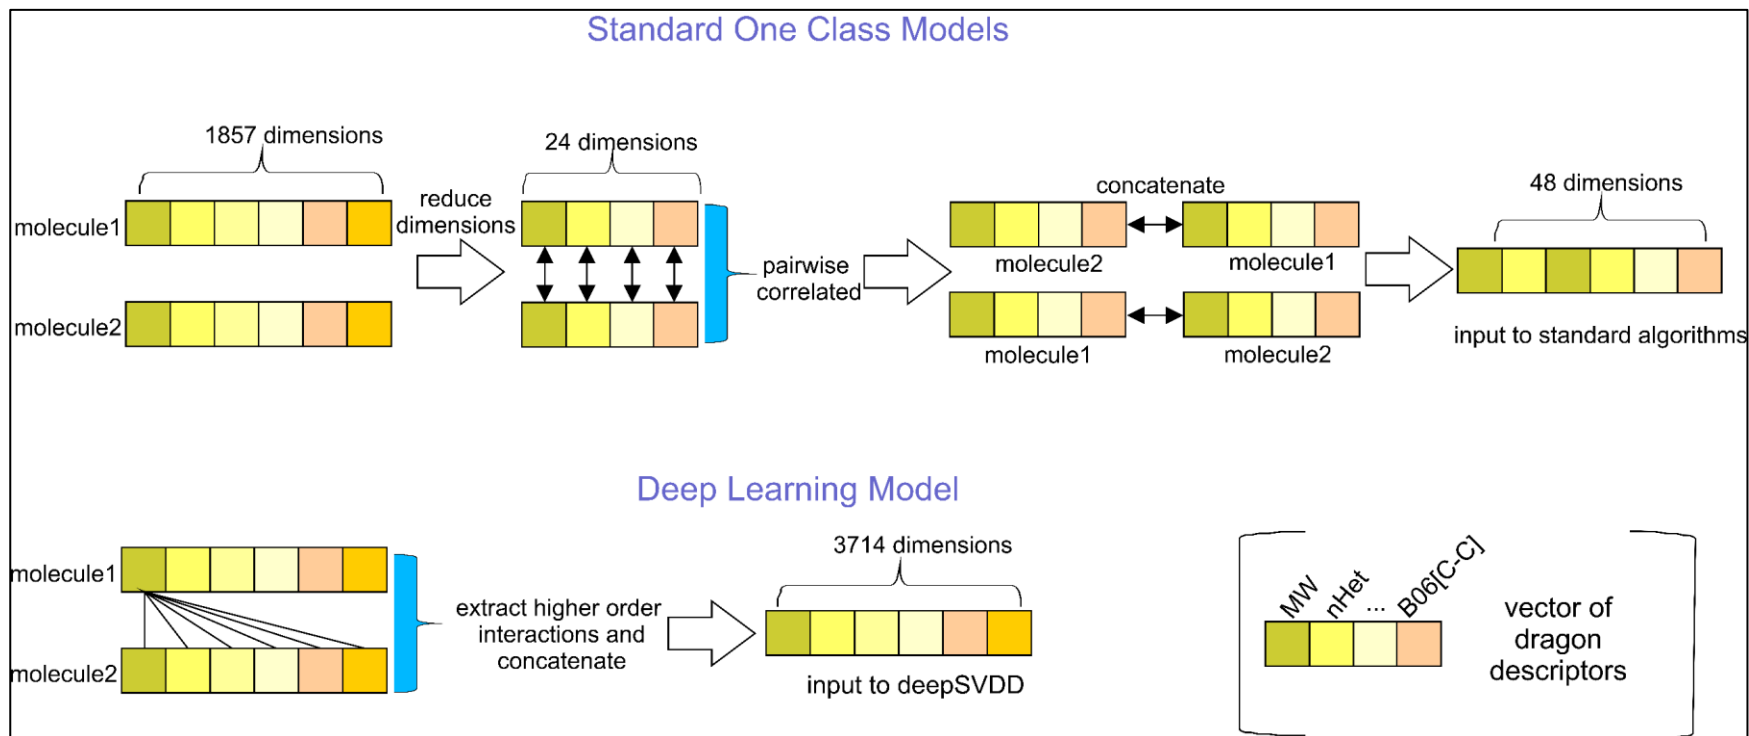 Standard One Class Models
1857 dimensions
24 dimensions
48 dimensions
molecule1
reduce
dimensions
concatenate
molecule2
pairwise
correlated
molecule2
molecule1
molecule1
molecule2
input to standard algorithms
Deep Learning Model
molecule1
molecule2
extract higher order
interactions and
concatenate
3714 dimensions
input to deepSVDD
MW
nHet
...
B06[C-C]
vector of
dragon
descriptors